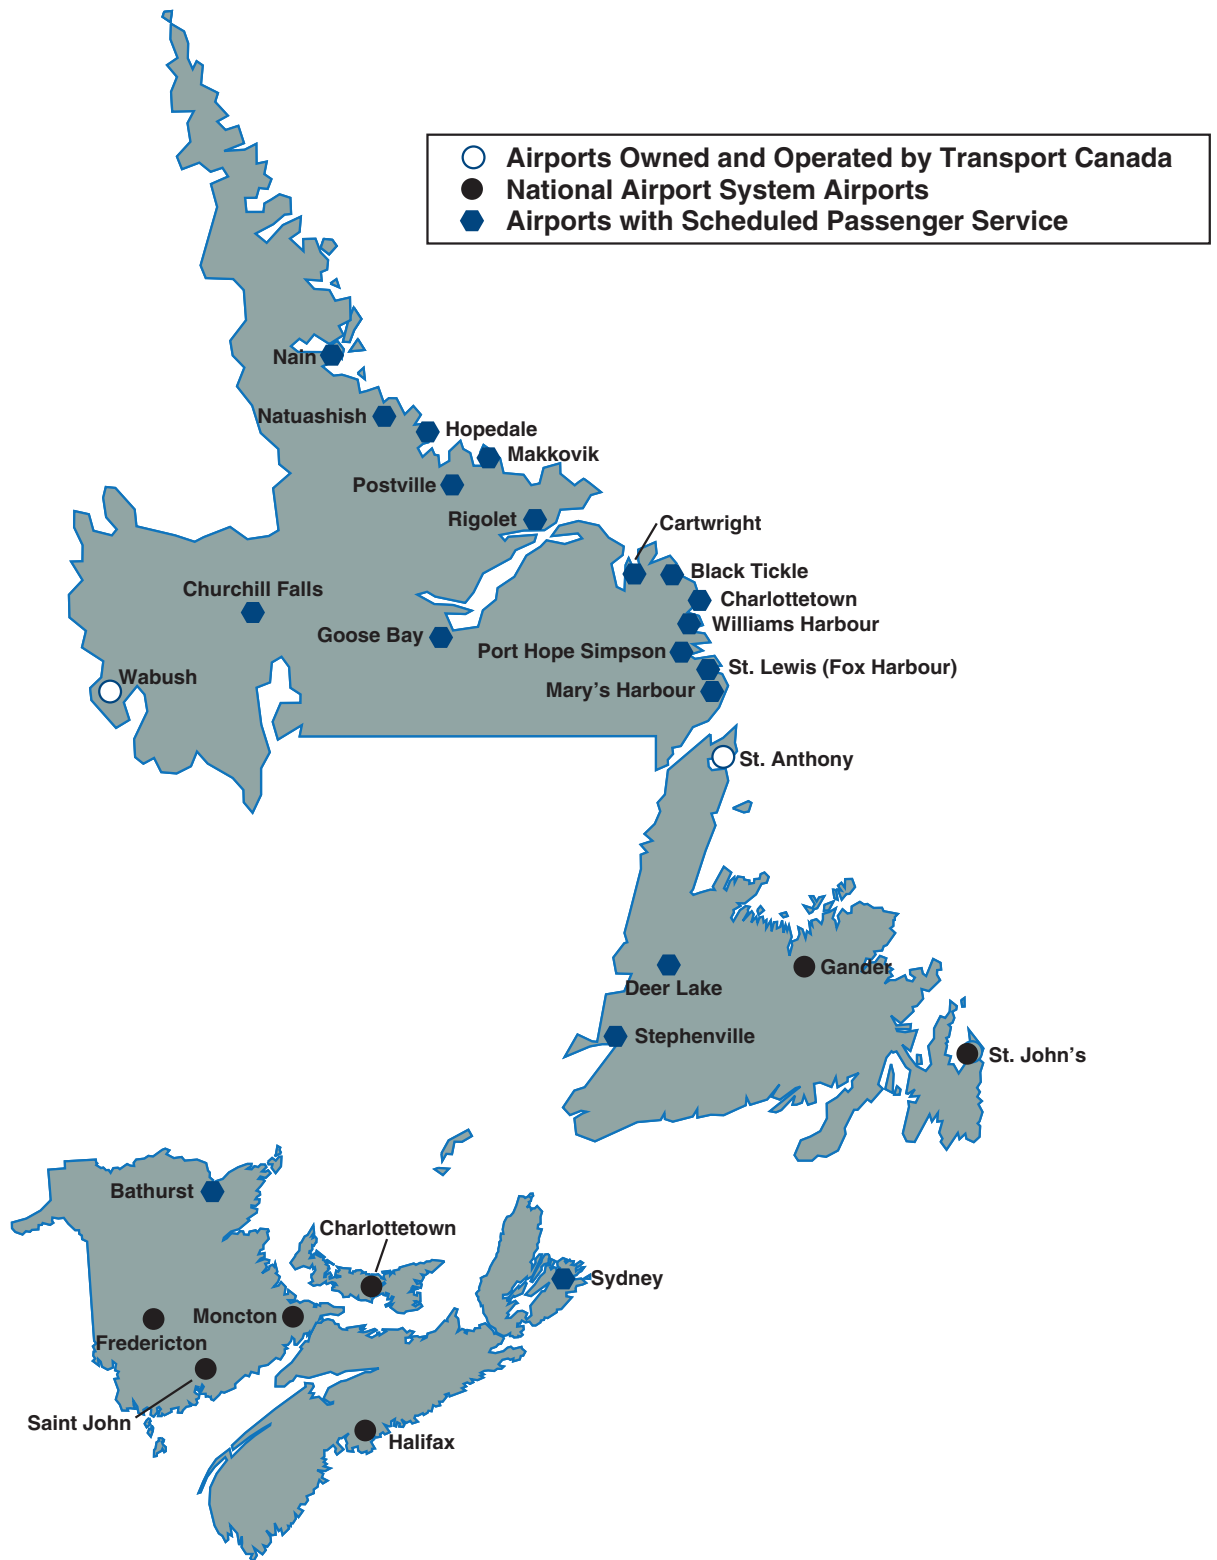 Airports Owned and Operated by Transport Canada
National Airport System Airports
Airports with Scheduled Passenger Service
Nain
Natuashish
Hopedale
Makkovik
Postville
Rigolet
Cartwright
Black Tickle
Churchill Falls
Charlottetown
Williams Harbour
Goose Bay
Port Hope Simpson
St. Lewis (Fox Harbour)
Wabush
Mary’s Harbour
St. Anthony
Gander
Deer Lake
Stephenville
St. John’s
Bathurst
Charlottetown
Sydney
Moncton
Fredericton
Saint John
Halifax